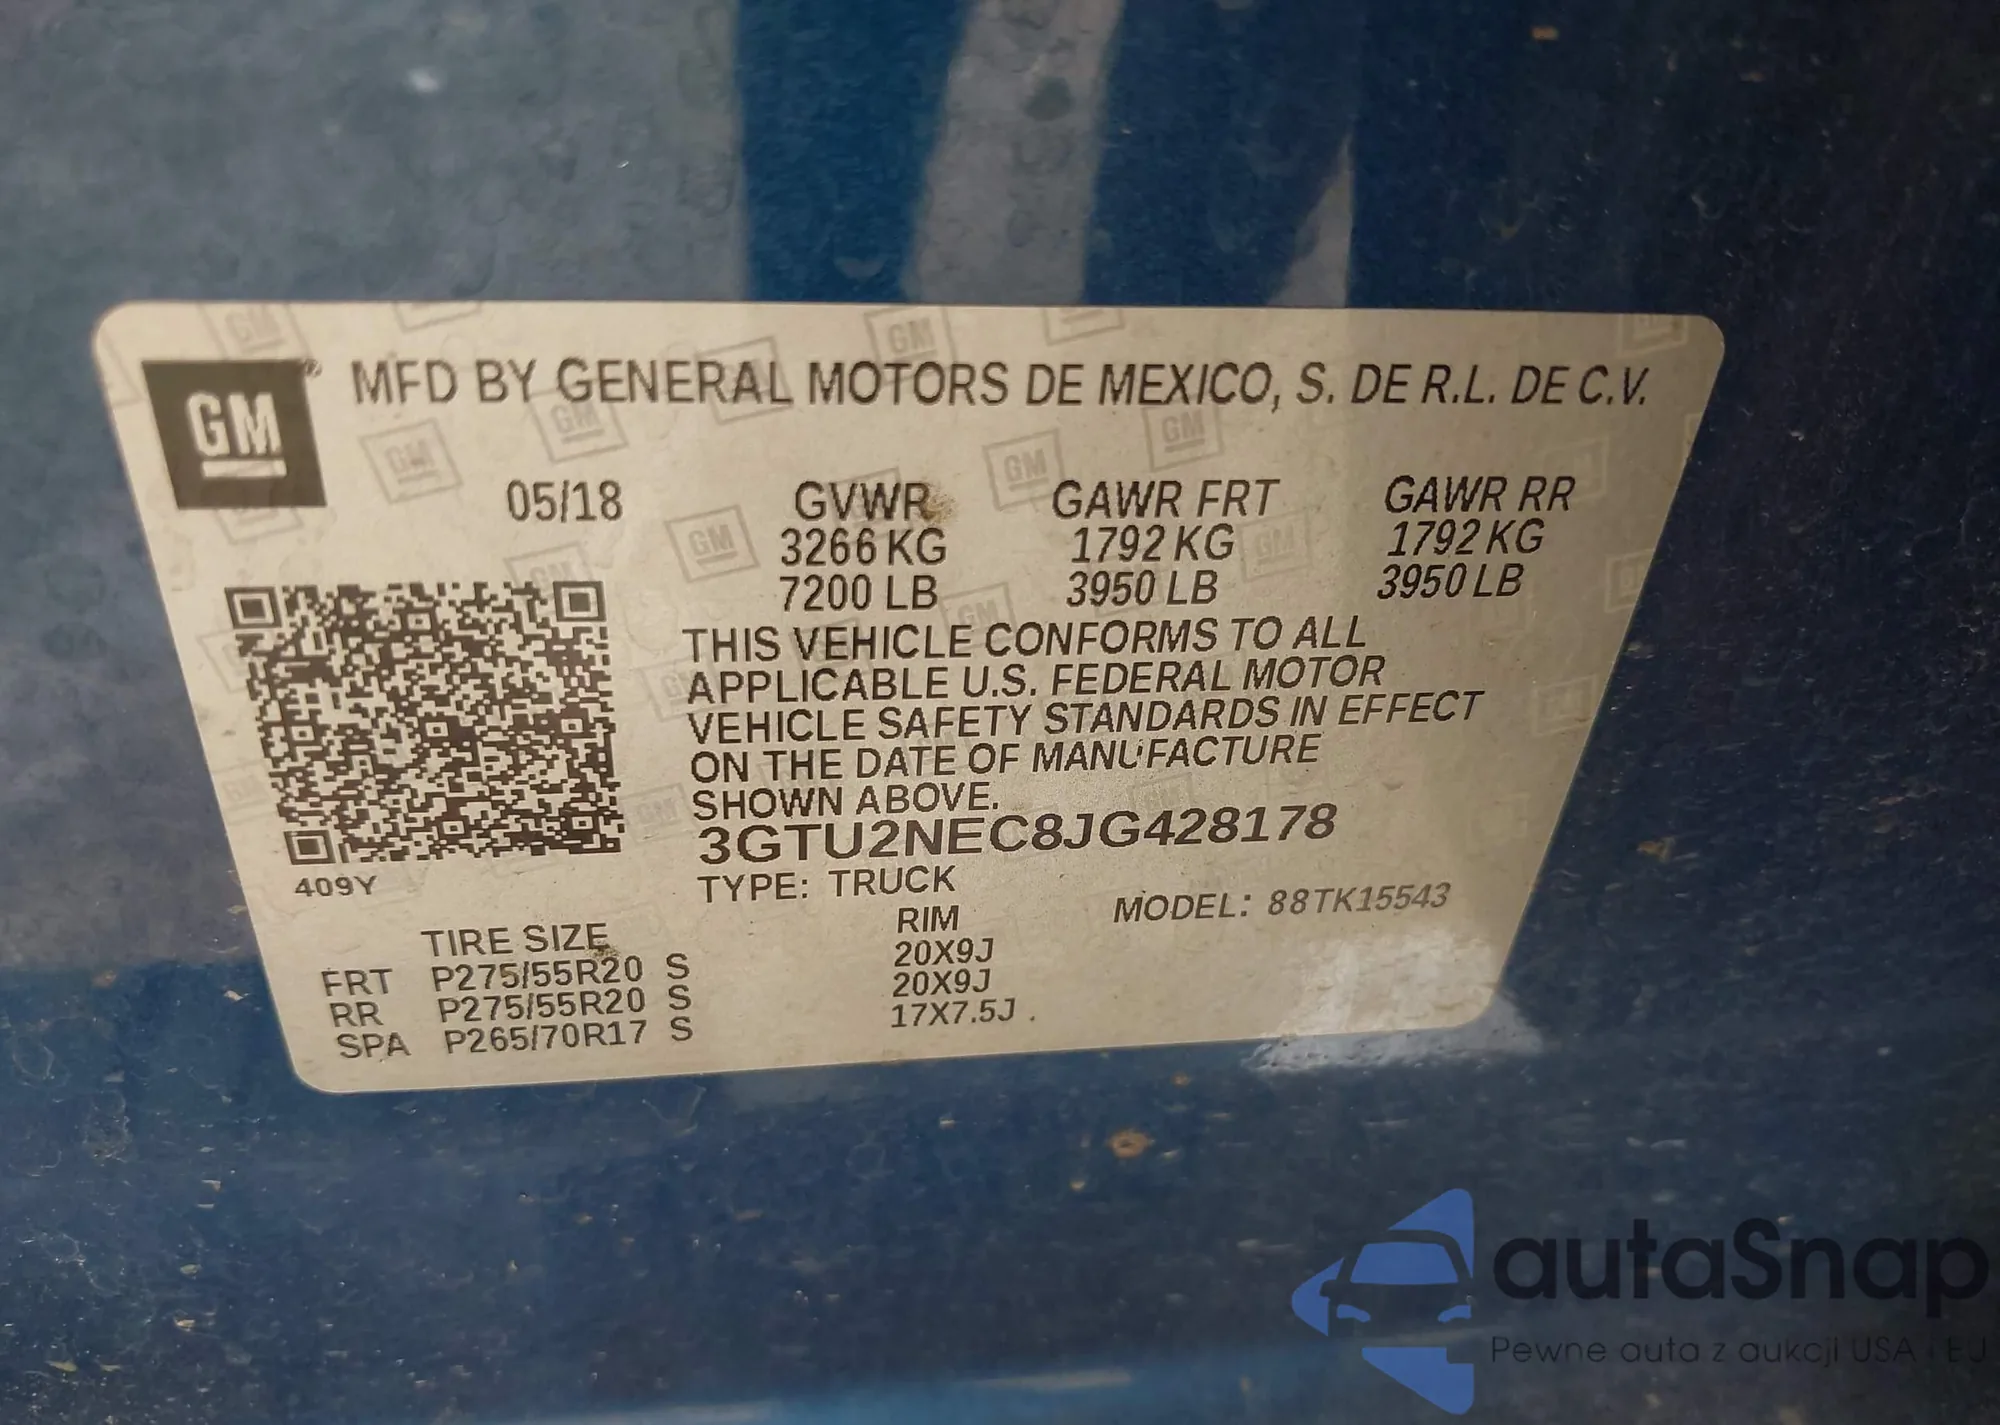 GM
® MFD BY GENERAL MOTORS DE MEXICO, S. DE R.L. DE C.V.
05/18 GVWR GAWR FRT GAWR RR
3266 KG 1792 KG 1792 KG
7200 LB 3950 LB 3950 LB
THIS VEHICLE CONFORMS TO ALL
APPLICABLE U.S. FEDERAL MOTOR
VEHICLE SAFETY STANDARDS IN EFFECT
ON THE DATE OF MANUFACTURE
SHOWN ABOVE.
3GTU2NEC8JG428178
409Y
TYPE: TRUCK
MODEL: 88TK15543
TIRE SIZE RIM
FRT P275/55R20 S 20X9J
RR P275/55R20 S 20X9J
SPA P265/70R17 S 17X7.5J .
autaSnap
Pewne auta z aukcji USA i EU